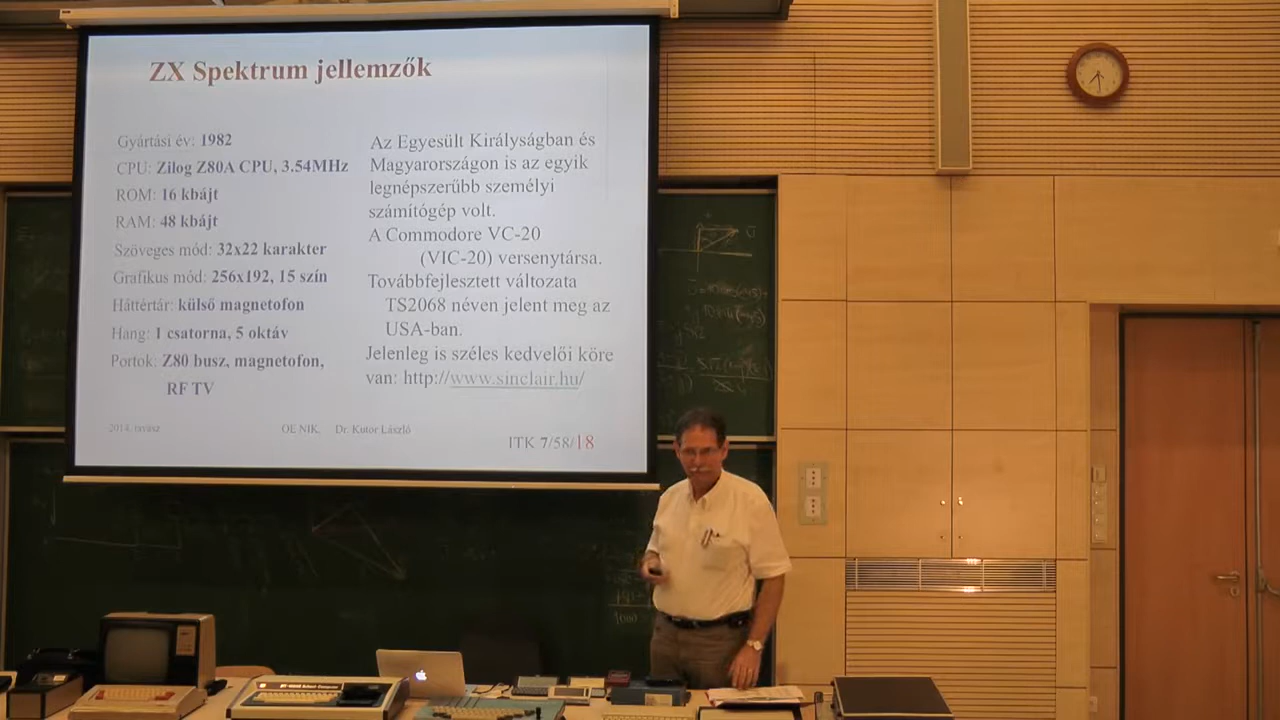 ZX Spektrum jellemzők
Gyártási év: 1982
CPU: Zilog Z80A CPU, 3.54MHz
ROM: 16 kbájt
RAM: 48 kbájt
Szöveges mód: 32x22 karakter
Grafikus mód: 256x192, 15 szín
Háttértár: külső magnetofon
Hang: 1 csatorna, 5 oktáv
Portok: Z80 busz, magnetofon,
RF TV
Az Egyesült Királyságban és
Magyarországon is az egyik
legnépszerűbb személyi
számítógép volt.
A Commodore VC-20
(VIC-20) versenytársa.
Továbbfejlesztett változata
TS2068 néven jelent meg az
USA-ban.
Jelenleg is széles kedvelői köre
van: http://www.sinclair.hu/
2014. tavasz
OE NIK.
Dr. Kutor László
ITK 7/58/18
1000